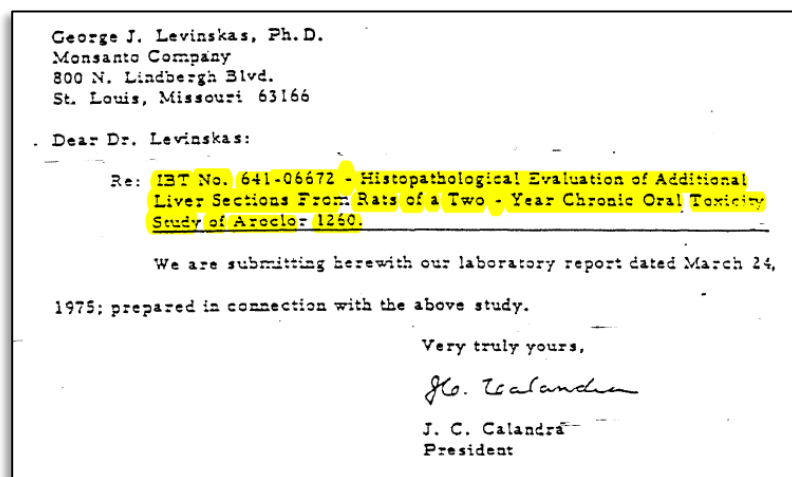 George J. Levinskas, Ph.D.
Monsanto Company
800 N. Lindbergh Blvd.
St. Louis, Missouri 63166
Dear Dr. Levinskas:
Re: IBT No. 641-06672 - Histopathological Evaluation of Additional
Liver Sections From Rats of a Two - Year Chronic Oral Toxicity
Study of Aroclor 1260.
We are submitting herewith our laboratory report dated March 24,
1975; prepared in connection with the above study.
Very truly yours,
J. C. Calandra
J. C. Calandra
President